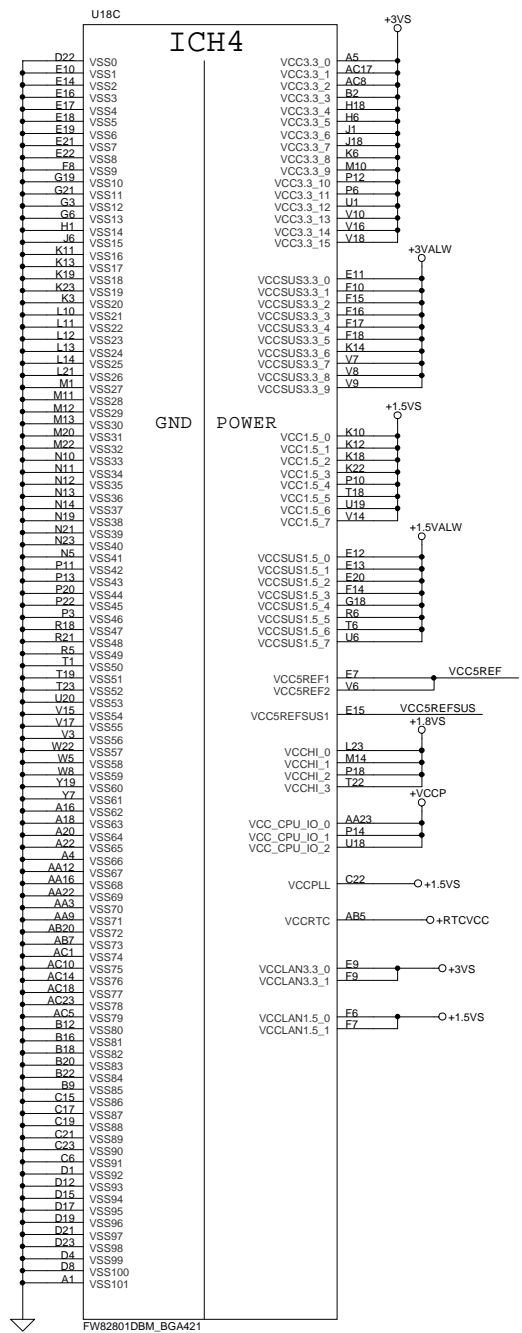 U18C
ICH4
GND
POWER
D22 VSS0
E10 VSS1
E14 VSS2
E16 VSS3
E17 VSS4
E18 VSS5
E19 VSS6
E21 VSS7
E22 VSS8
F8 VSS9
G19 VSS10
G21 VSS11
G3 VSS12
G6 VSS13
H1 VSS14
J6 VSS15
K11 VSS16
K13 VSS17
K19 VSS18
K23 VSS19
K3 VSS20
L10 VSS21
L11 VSS22
L12 VSS23
L13 VSS24
L14 VSS25
L21 VSS26
M1 VSS27
M11 VSS28
M12 VSS29
M13 VSS30
M20 VSS31
M22 VSS32
N10 VSS33
N11 VSS34
N12 VSS35
N13 VSS36
N14 VSS37
N19 VSS38
N21 VSS39
N23 VSS40
N5 VSS41
P11 VSS42
P13 VSS43
P20 VSS44
P22 VSS45
P3 VSS46
R18 VSS47
R21 VSS48
R5 VSS49
T1 VSS50
T19 VSS51
T23 VSS52
U20 VSS53
V15 VSS54
V17 VSS55
V3 VSS56
W22 VSS57
W5 VSS58
W8 VSS59
Y19 VSS60
Y7 VSS61
A16 VSS62
A18 VSS63
A20 VSS64
A22 VSS65
A4 VSS66
AA12 VSS67
AA16 VSS68
AA22 VSS69
AA3 VSS70
AA9 VSS71
AB20 VSS72
AB7 VSS73
AC1 VSS74
AC10 VSS75
AC14 VSS76
AC18 VSS77
AC23 VSS78
AC5 VSS79
B12 VSS80
B16 VSS81
B18 VSS82
B20 VSS83
B22 VSS84
B9 VSS85
C15 VSS86
C17 VSS87
C19 VSS88
C21 VSS89
C23 VSS90
C6 VSS91
D1 VSS92
D12 VSS93
D15 VSS94
D17 VSS95
D19 VSS96
D21 VSS97
D23 VSS98
D4 VSS99
D8 VSS100
A1 VSS101
+3VS
VCC3.3_0 A5
VCC3.3_1 AC17
VCC3.3_2 AC8
VCC3.3_3 B2
VCC3.3_4 H18
VCC3.3_5 H6
VCC3.3_6 J1
VCC3.3_7 J18
VCC3.3_8 K6
VCC3.3_9 M10
VCC3.3_10 P12
VCC3.3_11 P6
VCC3.3_12 U1
VCC3.3_13 V10
VCC3.3_14 V16
VCC3.3_15 V18
+3VALW
VCCSUS3.3_0 E11
VCCSUS3.3_1 F10
VCCSUS3.3_2 F15
VCCSUS3.3_3 F16
VCCSUS3.3_4 F17
VCCSUS3.3_5 F18
VCCSUS3.3_6 K14
VCCSUS3.3_7 V7
VCCSUS3.3_8 V8
VCCSUS3.3_9 V9
+1.5VS
VCC1.5_0 K10
VCC1.5_1 K12
VCC1.5_2 K18
VCC1.5_3 K22
VCC1.5_4 P10
VCC1.5_5 T18
VCC1.5_6 U19
VCC1.5_7 V14
+1.5VALW
VCCSUS1.5_0 E12
VCCSUS1.5_1 E13
VCCSUS1.5_2 E20
VCCSUS1.5_3 F14
VCCSUS1.5_4 G18
VCCSUS1.5_5 R6
VCCSUS1.5_6 T6
VCCSUS1.5_7 U6
VCC5REF1 E7 VCC5REF
VCC5REF2 V6
VCC5REFSUS1 E15 VCC5REFSUS
+1.8VS
VCCHI_0 L23
VCCHI_1 M14
VCCHI_2 P18
VCCHI_3 T22
+VCCP
VCC_CPU_IO_0 AA23
VCC_CPU_IO_1 P14
VCC_CPU_IO_2 U18
VCCPLL C22 +1.5VS
VCCRTC AB5 +RTCVCC
VCCLAN3.3_0 E9 +3VS
VCCLAN3.3_1 F9
VCCLAN1.5_0 F6 +1.5VS
VCCLAN1.5_1 F7
FW82801DBM_BGA421